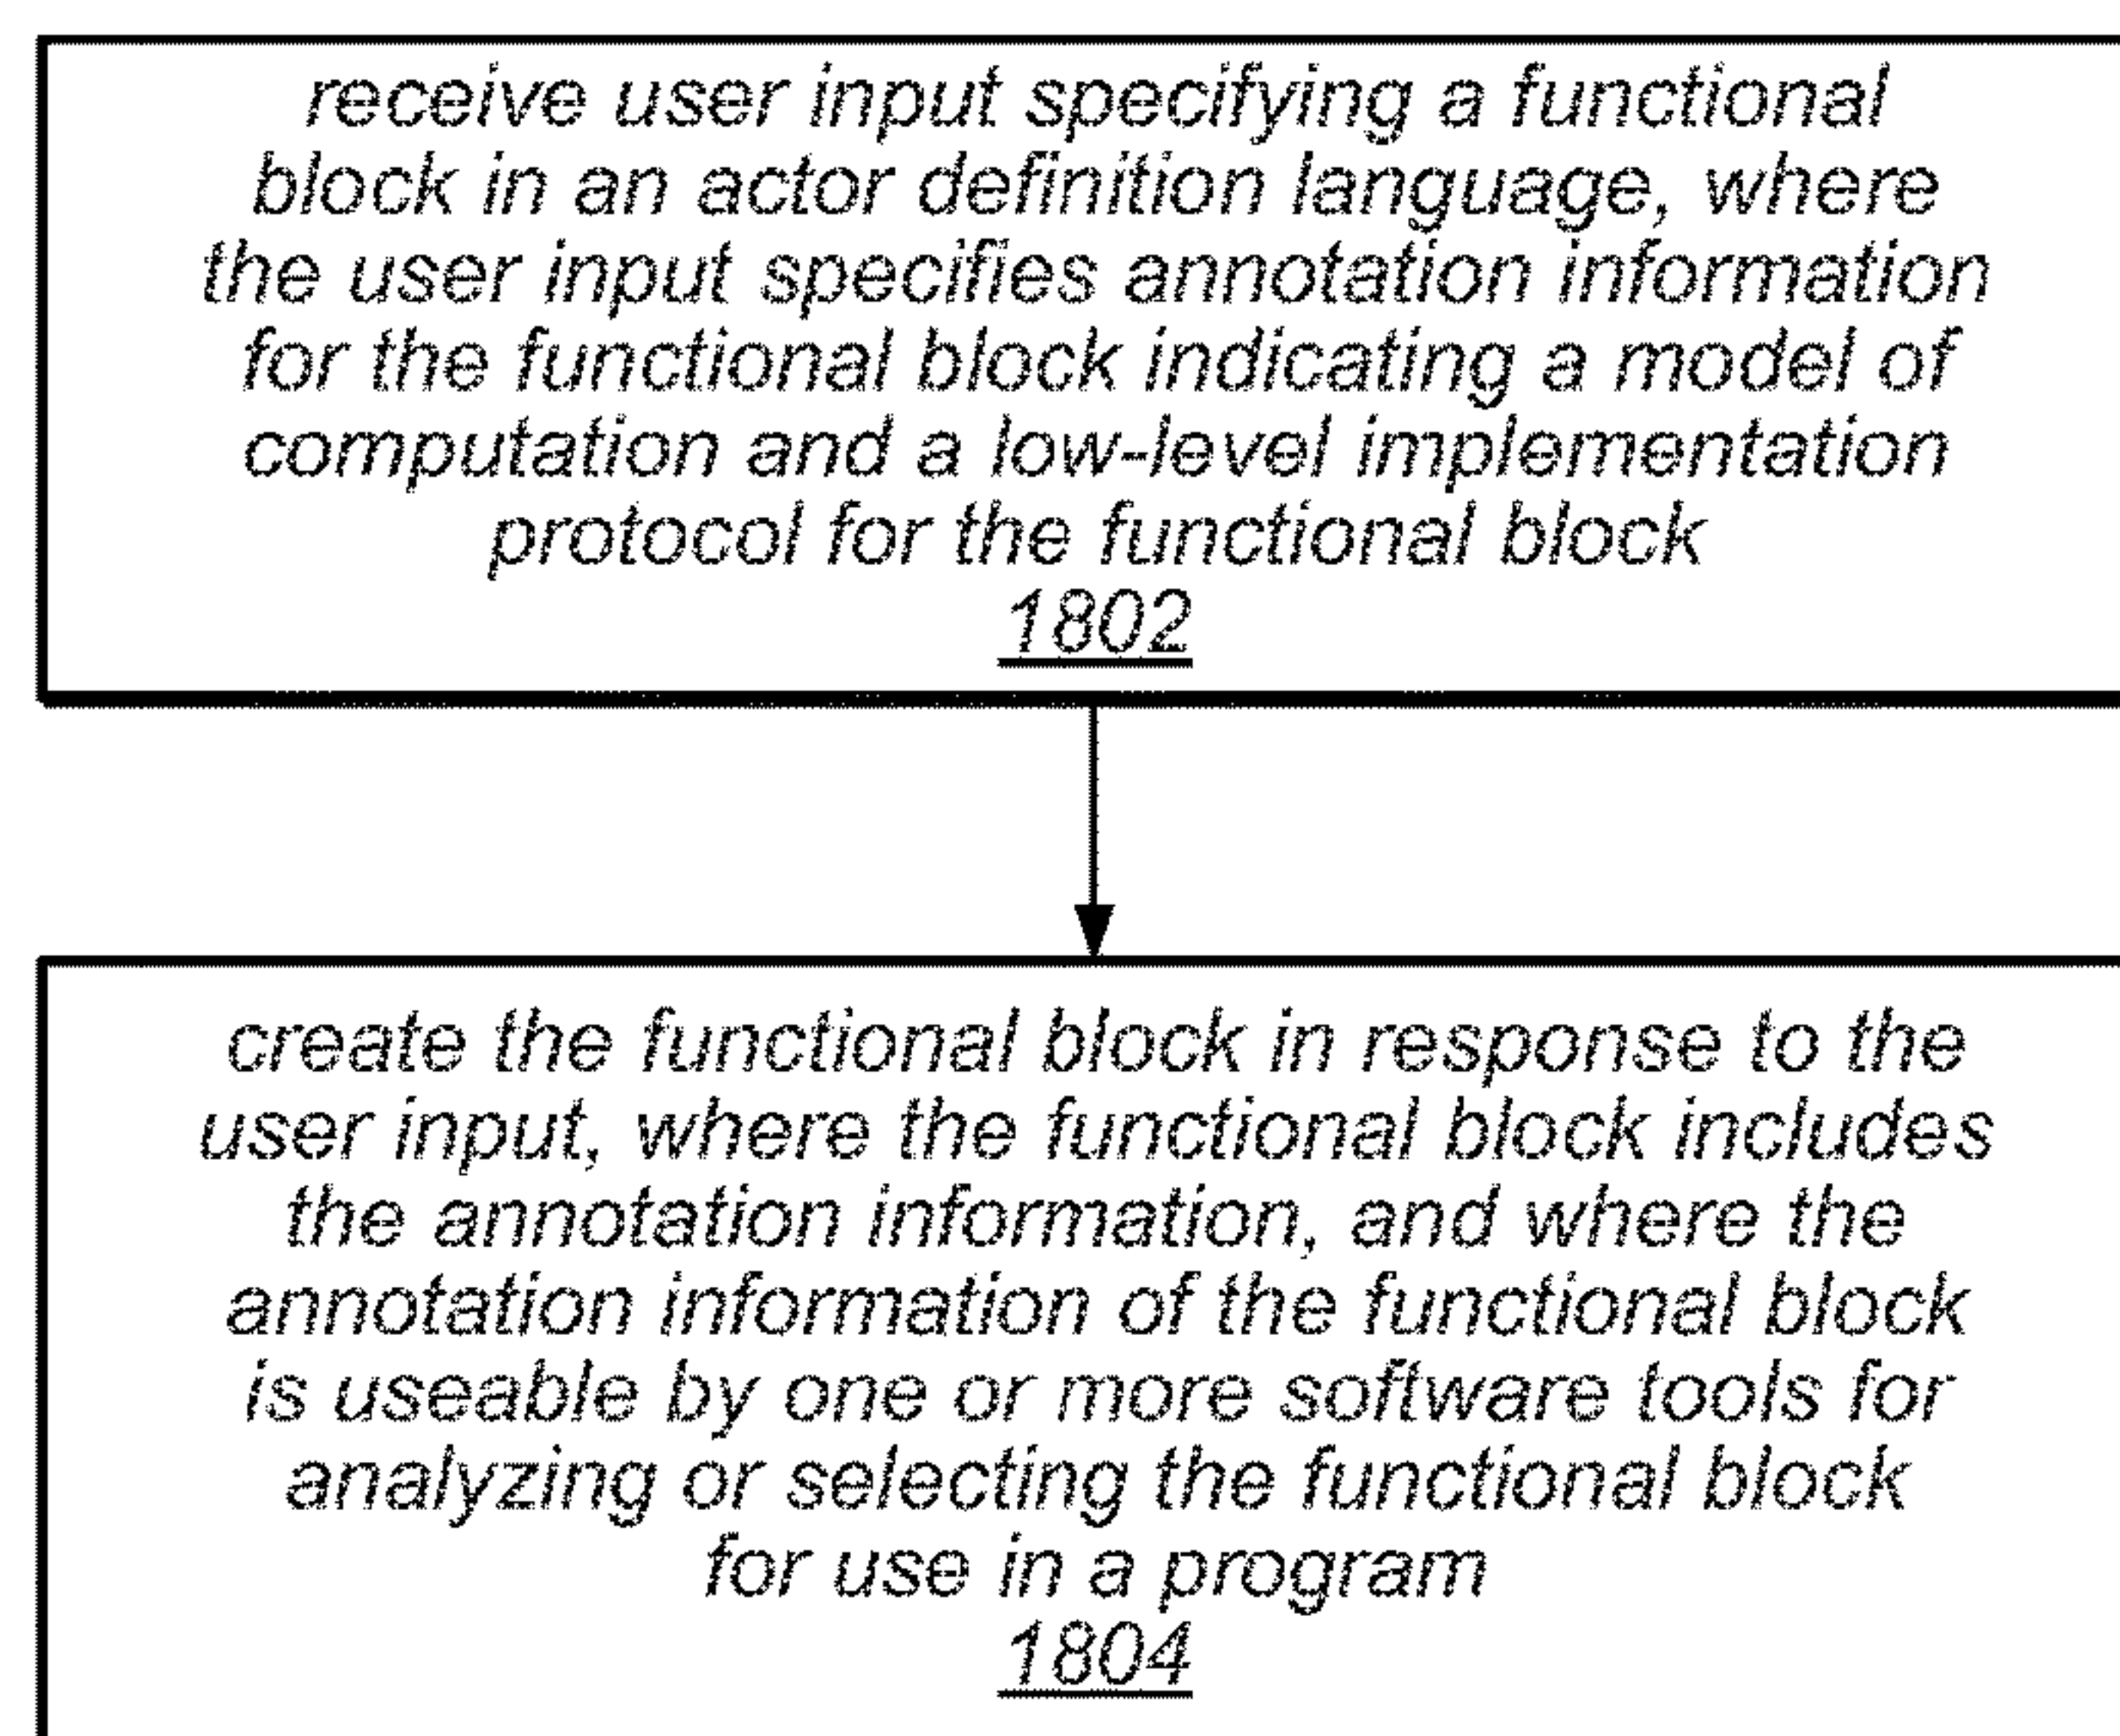 receive user input specifying a functional
block in an actor definition language, where
the user input specifies annotation information
for the functional block indicating a model of
computation and a low-level implementation
protocol for the functional block
1802
create the functional block in response to the
user input, where the functional block includes
the annotation information, and where the
annotation information of the functional block
is useable by one or more software tools for
analyzing or selecting the functional block
for use in a program
1804